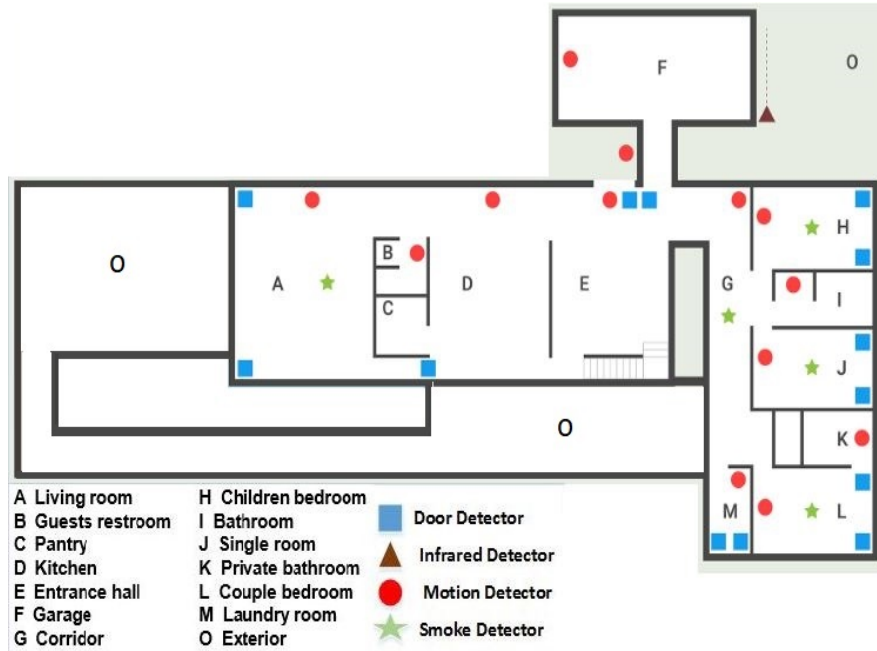 F
O
O
H
B
I
A
D
E
G
C
J
O
K
M
L
A Living room
B Guests restroom
C Pantry
D Kitchen
E Entrance hall
F Garage
G Corridor
H Children bedroom
I Bathroom
J Single room
K Private bathroom
L Couple bedroom
M Laundry room
O Exterior
Door Detector
Infrared Detector
Motion Detector
Smoke Detector